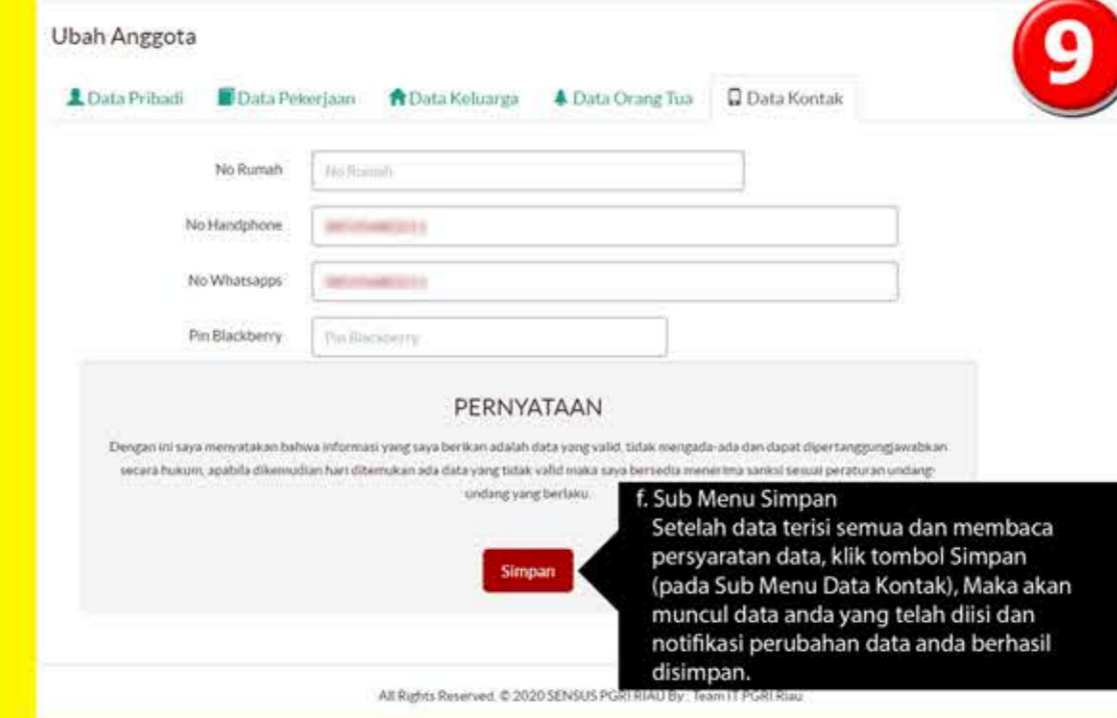 Ubah Anggota
9
Data Pribadi Data Pekerjaan Data Keluarga Data Orang Tua Data Kontak
No Rumah No Rumah
No Handphone
No Whatsapps
Pin Blackberry Pin Blackberry
PERNYATAAN
Dengan ini saya menyatakan bahwa informasi yang saya berikan adalah data yang valid, tidak mengada-ada dan dapat dipertanggungjawabkan
secara hukum, apabila dikemudian hari ditemukan ada data yang tidak valid maka saya bersedia menerima sanksi sesuai peraturan undang-
undang yang berlaku.
Simpan
f. Sub Menu Simpan
Setelah data terisi semua dan membaca
persyaratan data, klik tombol Simpan
(pada Sub Menu Data Kontak), Maka akan
muncul data anda yang telah diisi dan
notifikasi perubahan data anda berhasil
disimpan.
All Rights Reserved. © 2020 SENSUS PGRI RIAU By : Team IT PGRI Riau